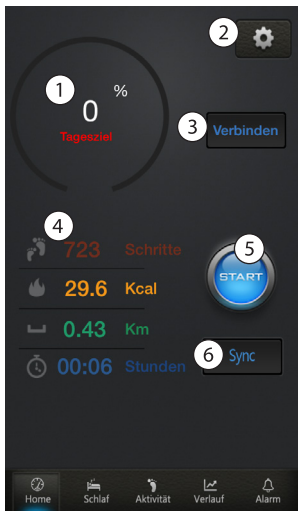 2
1
%
0
Tagesziel
3
Verbinden
4
723 Schritte
5
START
29.6 Kcal
0.43 Km
6
Sync
00:06 Stunden
Home Schlaf Aktivität Verlauf Alarm